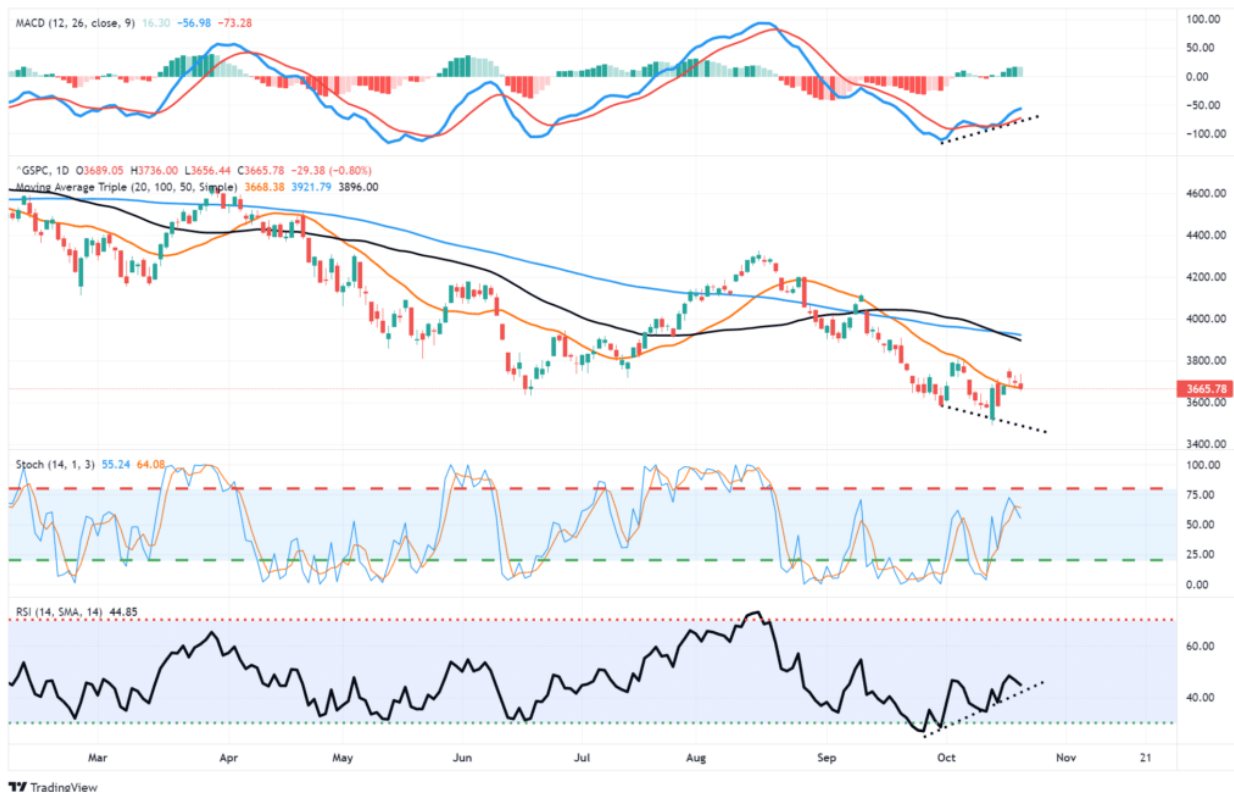 MACD (12, 26, close, 9) 16.30 −56.98 −73.28
100.00
50.00
0.00
−50.00
−100.00
^GSPC, 1D O3689.05 H3736.00 L3656.44 C3665.78 −29.38 (−0.80%)
Moving Average Triple (20, 100, 50, Simple) 3668.38 3921.79 3896.00
4600.00
4400.00
4200.00
4000.00
3800.00
3665.78
3600.00
3400.00
Stoch (14, 1, 3) 55.24 64.08
100.00
75.00
50.00
25.00
0.00
RSI (14, SMA, 14) 44.85
60.00
40.00
Mar Apr May Jun Jul Aug Sep Oct Nov 21
TradingView